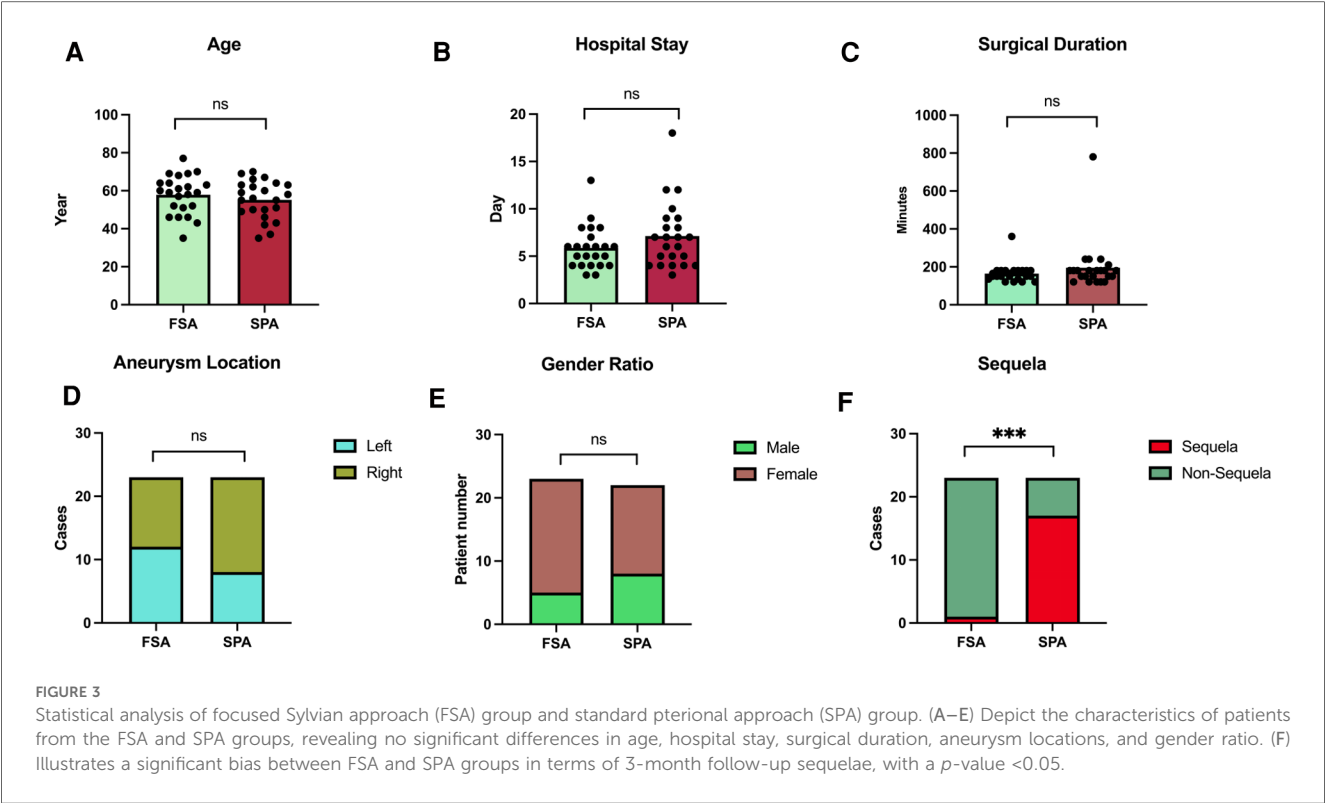 A
Age
ns
100
80
60
40
20
0
Year
FSA
SPA
B
Hospital Stay
ns
20
15
10
5
0
Day
FSA
SPA
C
Surgical Duration
ns
1000
800
600
400
200
0
Minutes
FSA
SPA
D
Aneurysm Location
ns
30
20
10
0
Cases
FSA
SPA
Left
Right
E
Gender Ratio
ns
30
20
10
0
Patient number
FSA
SPA
Male
Female
F
Sequela
***
30
20
10
0
Cases
FSA
SPA
Sequela
Non-Sequela
FIGURE 3
Statistical analysis of focused Sylvian approach (FSA) group and standard pterional approach (SPA) group. (A–E) Depict the characteristics of patients
from the FSA and SPA groups, revealing no significant differences in age, hospital stay, surgical duration, aneurysm locations, and gender ratio. (F)
Illustrates a significant bias between FSA and SPA groups in terms of 3-month follow-up sequelae, with a p-value <0.05.